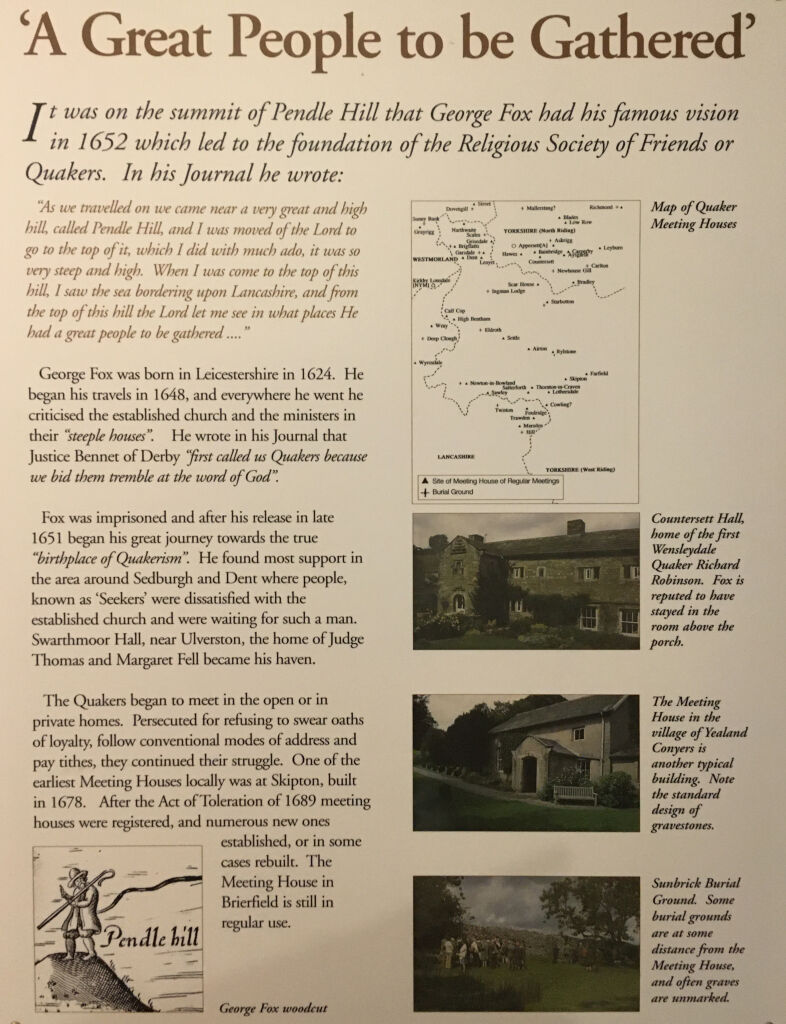 'A Great People to be Gathered'
It was on the summit of Pendle Hill that George Fox had his famous vision
in 1652 which led to the foundation of the Religious Society of Friends or
Quakers. In his Journal he wrote:
"As we travelled on we came near a very great and high
hill, called Pendle Hill, and I was moved of the Lord to
go to the top of it, which I did with much ado, it was so
very steep and high. When I was come to the top of this
hill, I saw the sea bordering upon Lancashire, and from
the top of this hill the Lord let me see in what places He
had a great people to be gathered ...."
George Fox was born in Leicestershire in 1624. He
began his travels in 1648, and everywhere he went he
criticised the established church and the ministers in
their "steeple houses". He wrote in his Journal that
Justice Bennet of Derby "first called us Quakers because
we bid them tremble at the word of God".
Fox was imprisoned and after his release in late
1651 began his great journey towards the true
"birthplace of Quakerism". He found most support in
the area around Sedburgh and Dent where people,
known as 'Seekers' were dissatisfied with the
established church and were waiting for such a man.
Swarthmoor Hall, near Ulverston, the home of Judge
Thomas and Margaret Fell became his haven.
The Quakers began to meet in the open or in
private homes. Persecuted for refusing to swear oaths
of loyalty, follow conventional modes of address and
pay tithes, they continued their struggle. One of the
earliest Meeting Houses locally was at Skipton, built
in 1678. After the Act of Toleration of 1689 meeting
houses were registered, and numerous new ones
established, or in some
cases rebuilt. The
Meeting House in
Brierfield is still in
regular use.
Pendle hill
George Fox woodcut
Map of Quaker
Meeting Houses
Street
Dovengill
Mallerstang?
Richmond
Blades
Low Row
Sunny Bank
Grayrigg
Northwaite
Scales
YORKSHIRE (North Riding)
Grisedale
Brigflatts
Garsdale
Dent
Appersett(A)
Askrigg
Hawes
Bainbridge
Carperby
Aysgarth
Leyburn
WESTMORLAND
Lunds
Countersett
Carlton
Newhouse Gill
Kirkby Lonsdale
Scar House
Bradley
Ingman Lodge
Starbotton
Calf Cop
High Bentham
Wray
Eldroth
Deep Clough
Settle
Airton
Rylstone
Wyresdale
Farfield
Skipton
Newton-in-Bowland
Salterforth
Thornton-in-Craven
Sawley
Lothersdale
Cowling?
Twiston
Foulridge
Trawden
Marsden
Hill
LANCASHIRE
YORKSHIRE (West Riding)
Site of Meeting House of Regular Meetings
Burial Ground
Countersett Hall,
home of the first
Wensleydale
Quaker Richard
Robinson. Fox is
reputed to have
stayed in the
room above the
porch.
The Meeting
House in the
village of Yealand
Conyers is
another typical
building. Note
the standard
design of
gravestones.
Sunbrick Burial
Ground. Some
burial grounds
are at some
distance from the
Meeting House,
and often graves
are unmarked.